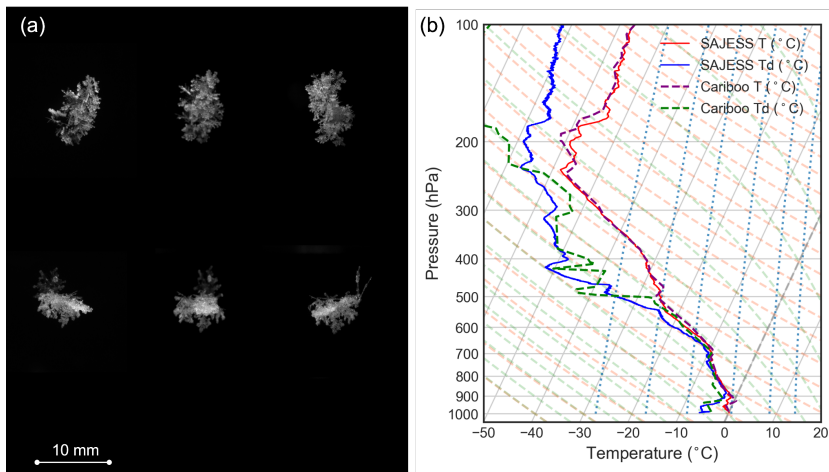 (a)
10 mm
(b)
SAJESS T (°C)
SAJESS Td (°C)
Cariboo T (°C)
Cariboo Td (°C)
Pressure (hPa)
100
200
300
400
500
600
700
800
900
1000
−50
−40
−30
−20
−10
0
10
20
Temperature (°C)